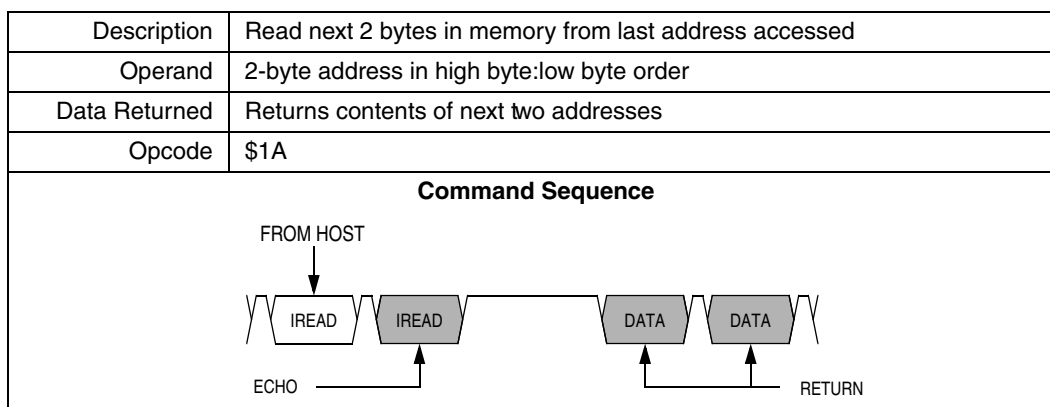 Description Read next 2 bytes in memory from last address accessed
Operand 2-byte address in high byte:low byte order
Data Returned Returns contents of next two addresses
Opcode $1A
Command Sequence
FROM HOST
IREAD IREAD DATA DATA
ECHO RETURN